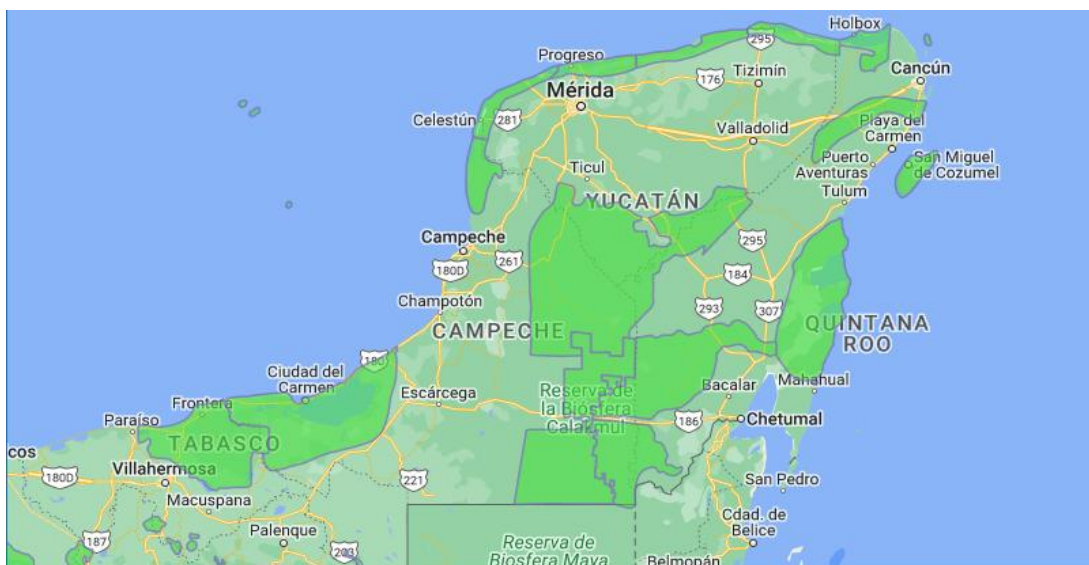 Holbox
295
Progreso
Cancún
176
Tizimín
Mérida
Celestún
281
Valladolid
Playa del
Carmen
Ticul
Puerto
Aventuras
San Miguel
de Cozumel
Tulum
YUCATÁN
Campeche
295
261
180D
184
Champotón
293
307
CAMPECHE
QUINTANA
ROO
180
Ciudad del
Carmen
Reserva de
la Biósfera
Calakmul
Bacalar
Mahahual
Escárcega
Frontera
Paraíso
186
Chetumal
TABASCO
cos
180D
Villahermosa
221
San Pedro
Macuspana
Cdad. de
Belice
187
Palenque
203
Reserva de
Biosfera Maya
Belmopán